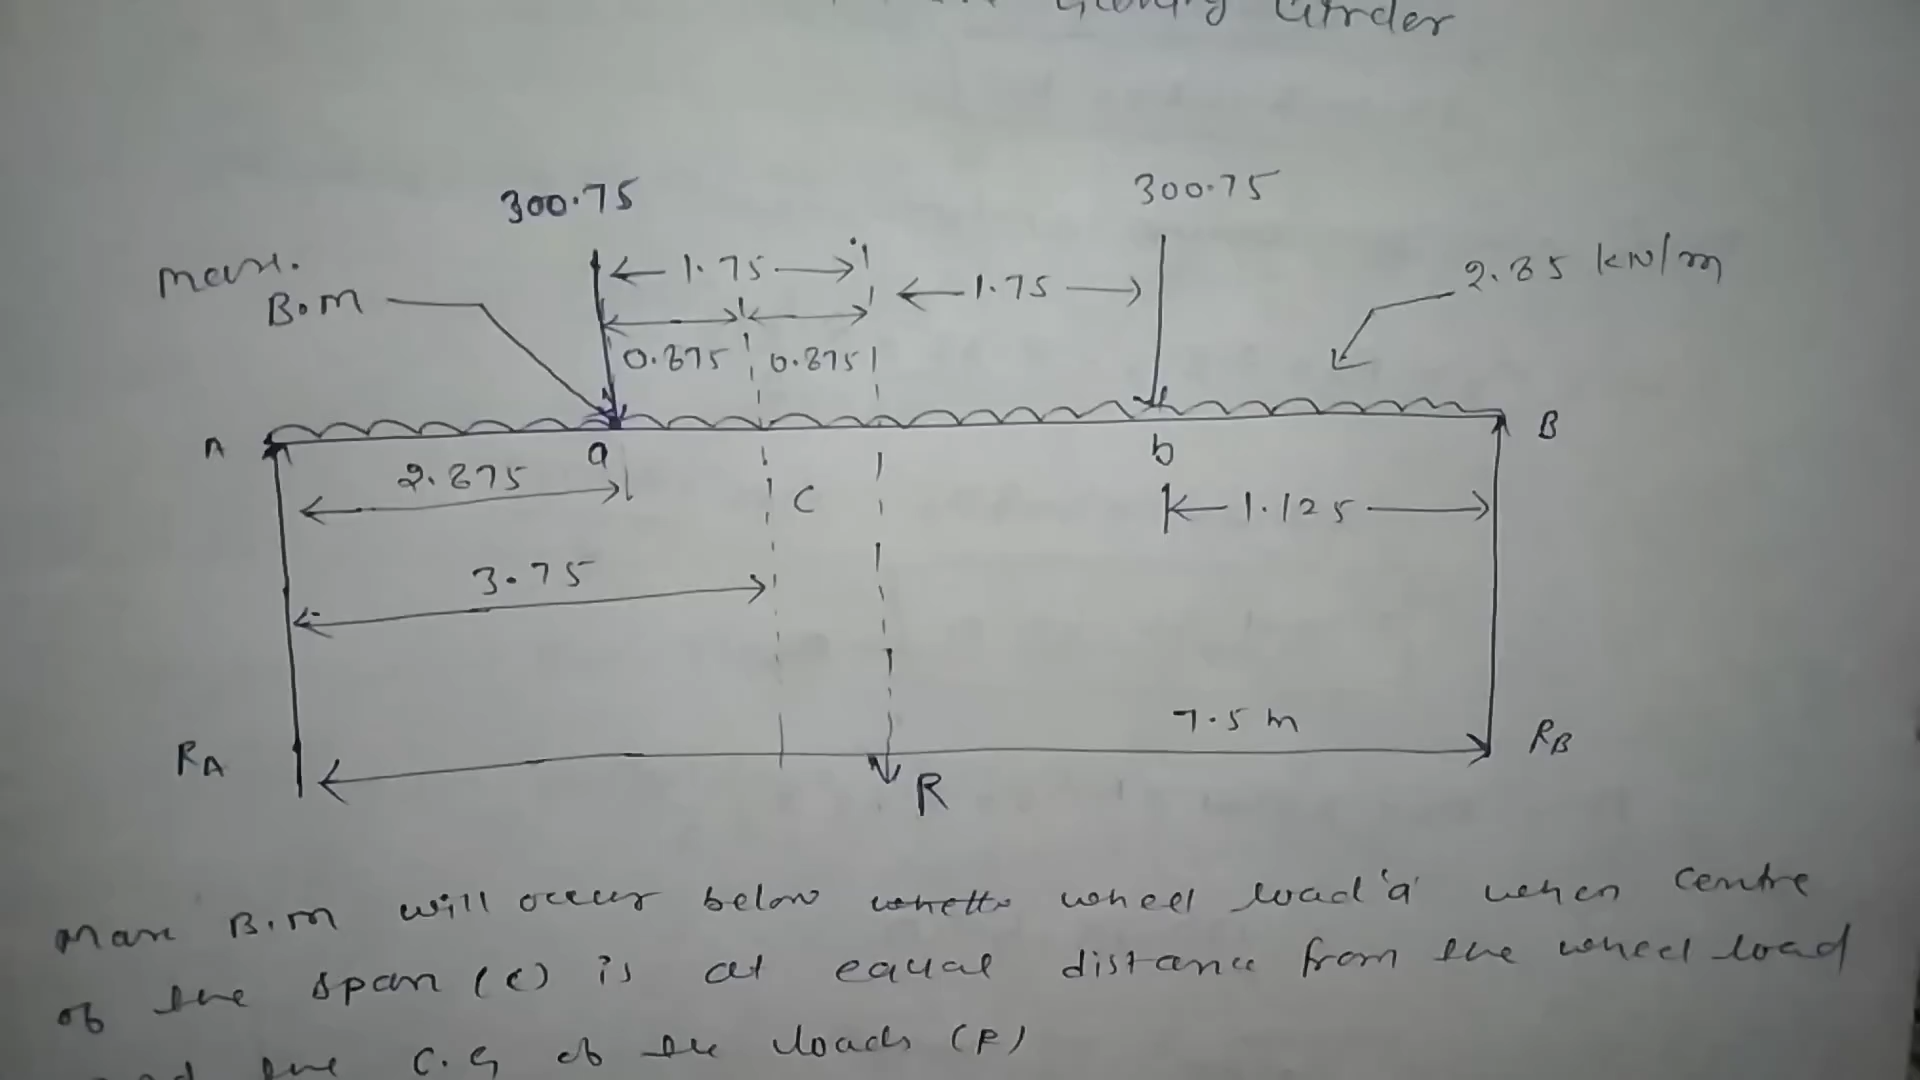 Girder
300.75
300.75
1.75
1.75
2.85 kN/m
Max.
B.M
0.875
0.875
A
a
b
B
2.875
C
1.125
3.75
7.5 m
RA
RB
R
Max B.M will occur below wheel load 'a' when centre
of the span (c) is at equal distance from the wheel load
and the C.G of the loads (R)